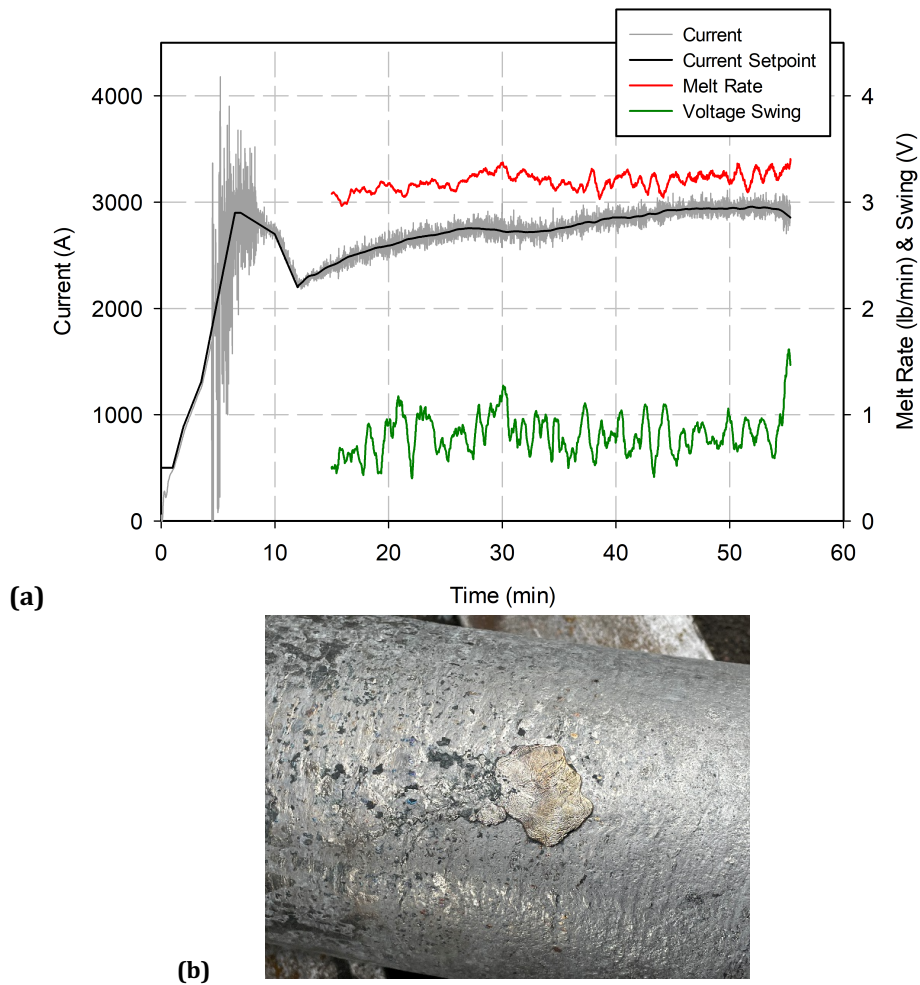 Current
Current Setpoint
Melt Rate
Voltage Swing
4000
3000
2000
1000
0
4
3
2
1
0
Current (A)
Melt Rate (lb/min) & Swing (V)
0 10 20 30 40 50 60
Time (min)
(a)
(b)